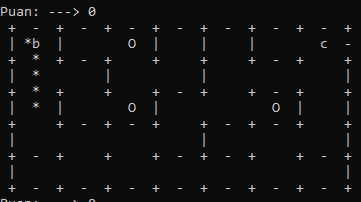 Puan: ---> 0
+  -  +  -  +  -  +  -  +  -  +  -  +  -  +
| *b  |        O  |     |     |        c  -
+  *  +  -  +     +     +     +  -  +     +
|  *        |           |                 |
+  *  +     +     +  -  +     +  -  +  -  +
|  *  |        O  |              O  |     |
+     +  -  +  -  +     +  -  +  -  +     +
|                       |                 |
+  -  +     +     +  -  +  -  +  -  +     +
|                                         |
+  -  +  -  +  -  +  -  +  -  +  -  +  -  +
Puan: ---> 0